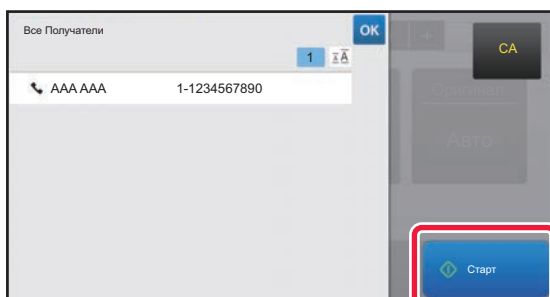 Все Получатели
OK
CA
1
AAA AAA 1-1234567890
Оригинал
Авто
Старт